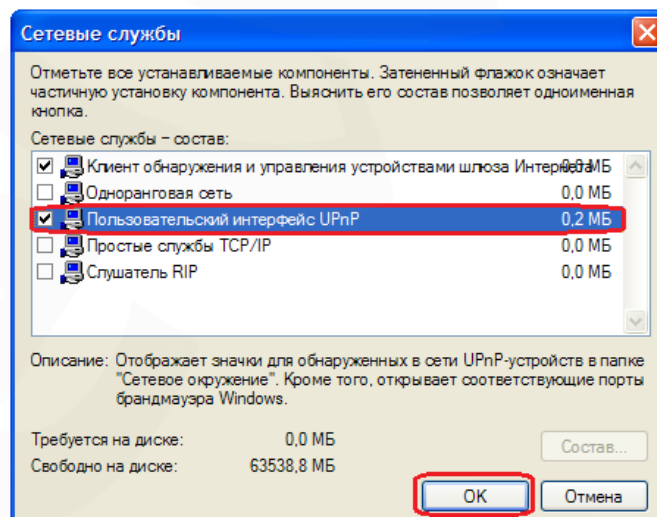 Сетевые службы
Отметьте все устанавливаемые компоненты. Затененный флажок означает
частичную установку компонента. Выяснить его состав позволяет одноименная
кнопка.
Сетевые службы – состав:
Клиент обнаружения и управления устройствами шлюза Интернета 0,0 МБ
Одноранговая сеть 0,0 МБ
Пользовательский интерфейс UPnP 0,2 МБ
Простые службы TCP/IP 0,0 МБ
Слушатель RIP 0,0 МБ
Описание: Отображает значки для обнаруженных в сети UPnP-устройств в папке
"Сетевое окружение". Кроме того, открывает соответствующие порты
брандмауэра Windows.
Требуется на диске: 0,0 МБ
Состав...
Свободно на диске: 63538,8 МБ
OK Отмена